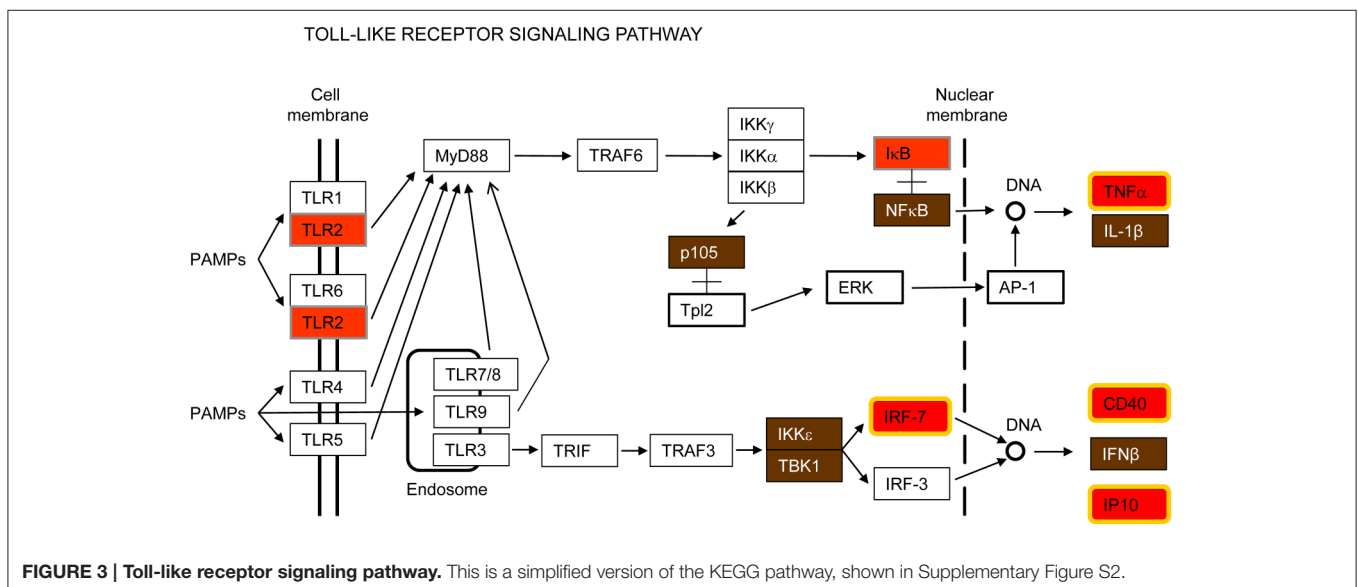 TOLL-LIKE RECEPTOR SIGNALING PATHWAY
Cell
membrane
Nuclear
membrane
MyD88
TRAF6
IKKγ
IKKα
IKKβ
IκB
NFκB
DNA
TNFα
IL-1β
TLR1
TLR2
PAMPs
TLR6
TLR2
p105
Tpl2
ERK
AP-1
TLR4
PAMPs
TLR5
TLR7/8
TLR9
TLR3
Endosome
TRIF
TRAF3
IKKε
TBK1
IRF-7
IRF-3
DNA
CD40
IFNβ
IP10
FIGURE 3 | Toll-like receptor signaling pathway. This is a simplified version of the KEGG pathway, shown in Supplementary Figure S2.